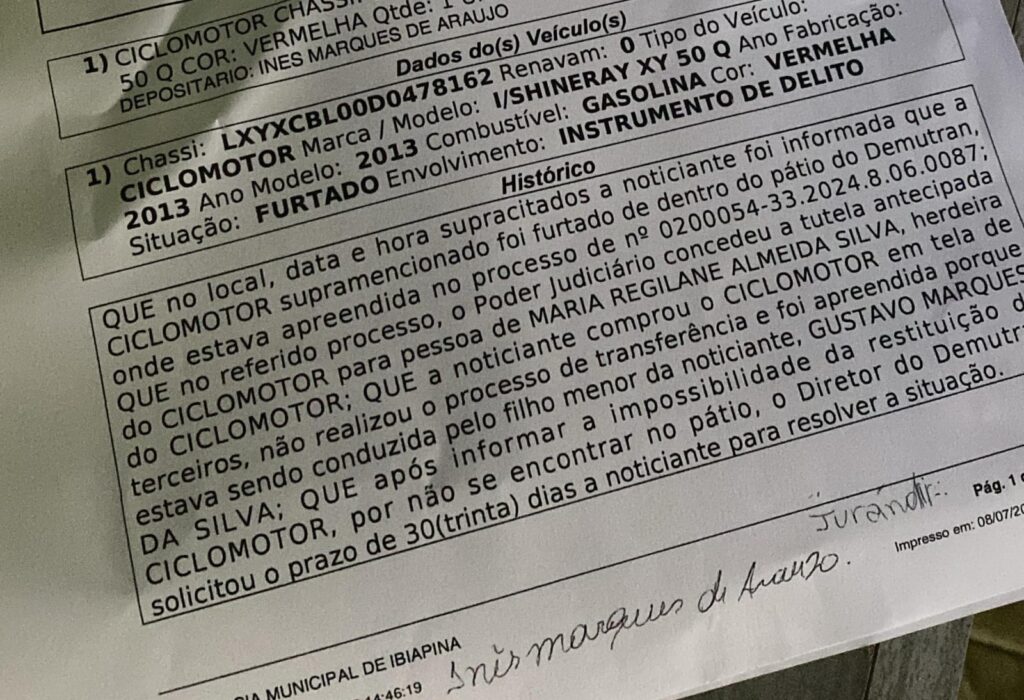 1) CICLOMOTOR CHASSI
50 Q COR: VERMELHA Qtde: 1
DEPOSITARIO: INES MARQUES DE ARAUJO
Dados do(s) Veículo(s)
1) Chassi: LXYXCBL00D0478162 Renavam: 0 Tipo do Veículo:
CICLOMOTOR Marca / Modelo: I/SHINERAY XY 50 Q Ano Fabricação:
2013 Ano Modelo: 2013 Combustível: GASOLINA Cor: VERMELHA
Situação: FURTADO Envolvimento: INSTRUMENTO DE DELITO
Histórico
QUE no local, data e hora supracitados a noticiante foi informada que a
CICLOMOTOR supramencionado foi furtado de dentro do pátio do Demutran,
onde estava apreendida no processo de nº 0200054-33.2024.8.06.0087;
QUE no referido processo, o Poder Judiciário concedeu a tutela antecipada
do CICLOMOTOR para pessoa de MARIA REGILANE ALMEIDA SILVA, herdeira
do CICLOMOTOR; QUE a noticiante comprou o CICLOMOTOR em tela de
terceiros, não realizou o processo de transferência e foi apreendida porque
estava sendo conduzida pelo filho menor da noticiante, GUSTAVO MARQUES
DA SILVA; QUE após informar a impossibilidade da restituição d
CICLOMOTOR, por não se encontrar no pátio, o Diretor do Demutra
solicitou o prazo de 30(trinta) dias a noticiante para resolver a situação.
Jurandir
Pág. 1
Impresso em: 08/07/20
Inês marques de Araujo.
CIA MUNICIPAL DE IBIAPINA
14:46:19